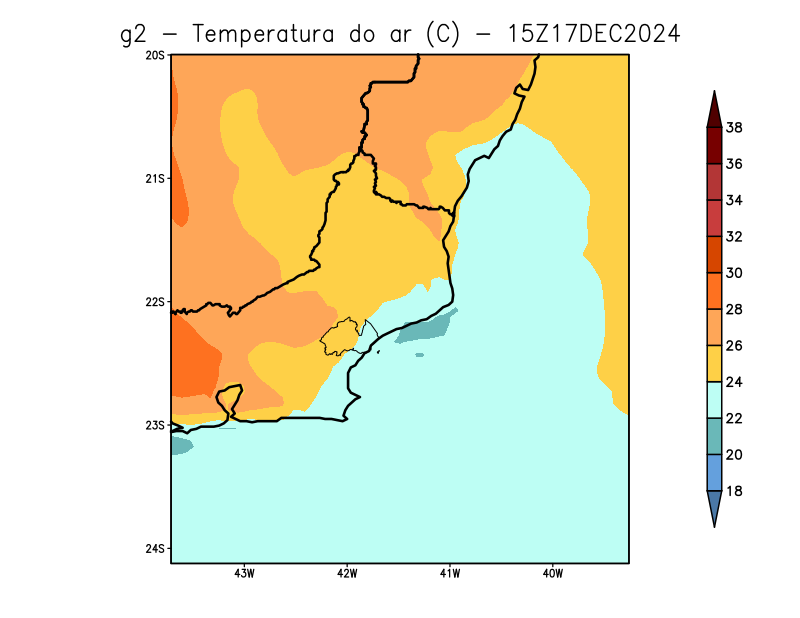 g2 – Temperatura do ar (C) – 15Z17DEC2024
20S
21S
22S
23S
24S
43W
42W
41W
40W
38
36
34
32
30
28
26
24
22
20
18